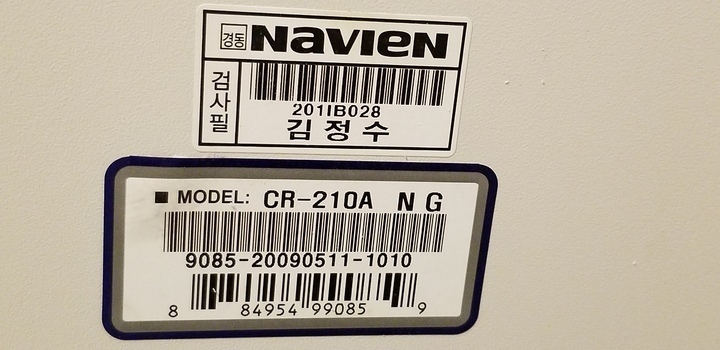 경동 NAVIEN
검사필
201IB028
김정수
■ MODEL: CR-210A N G
9085-20090511-1010
8 84954 99085 9